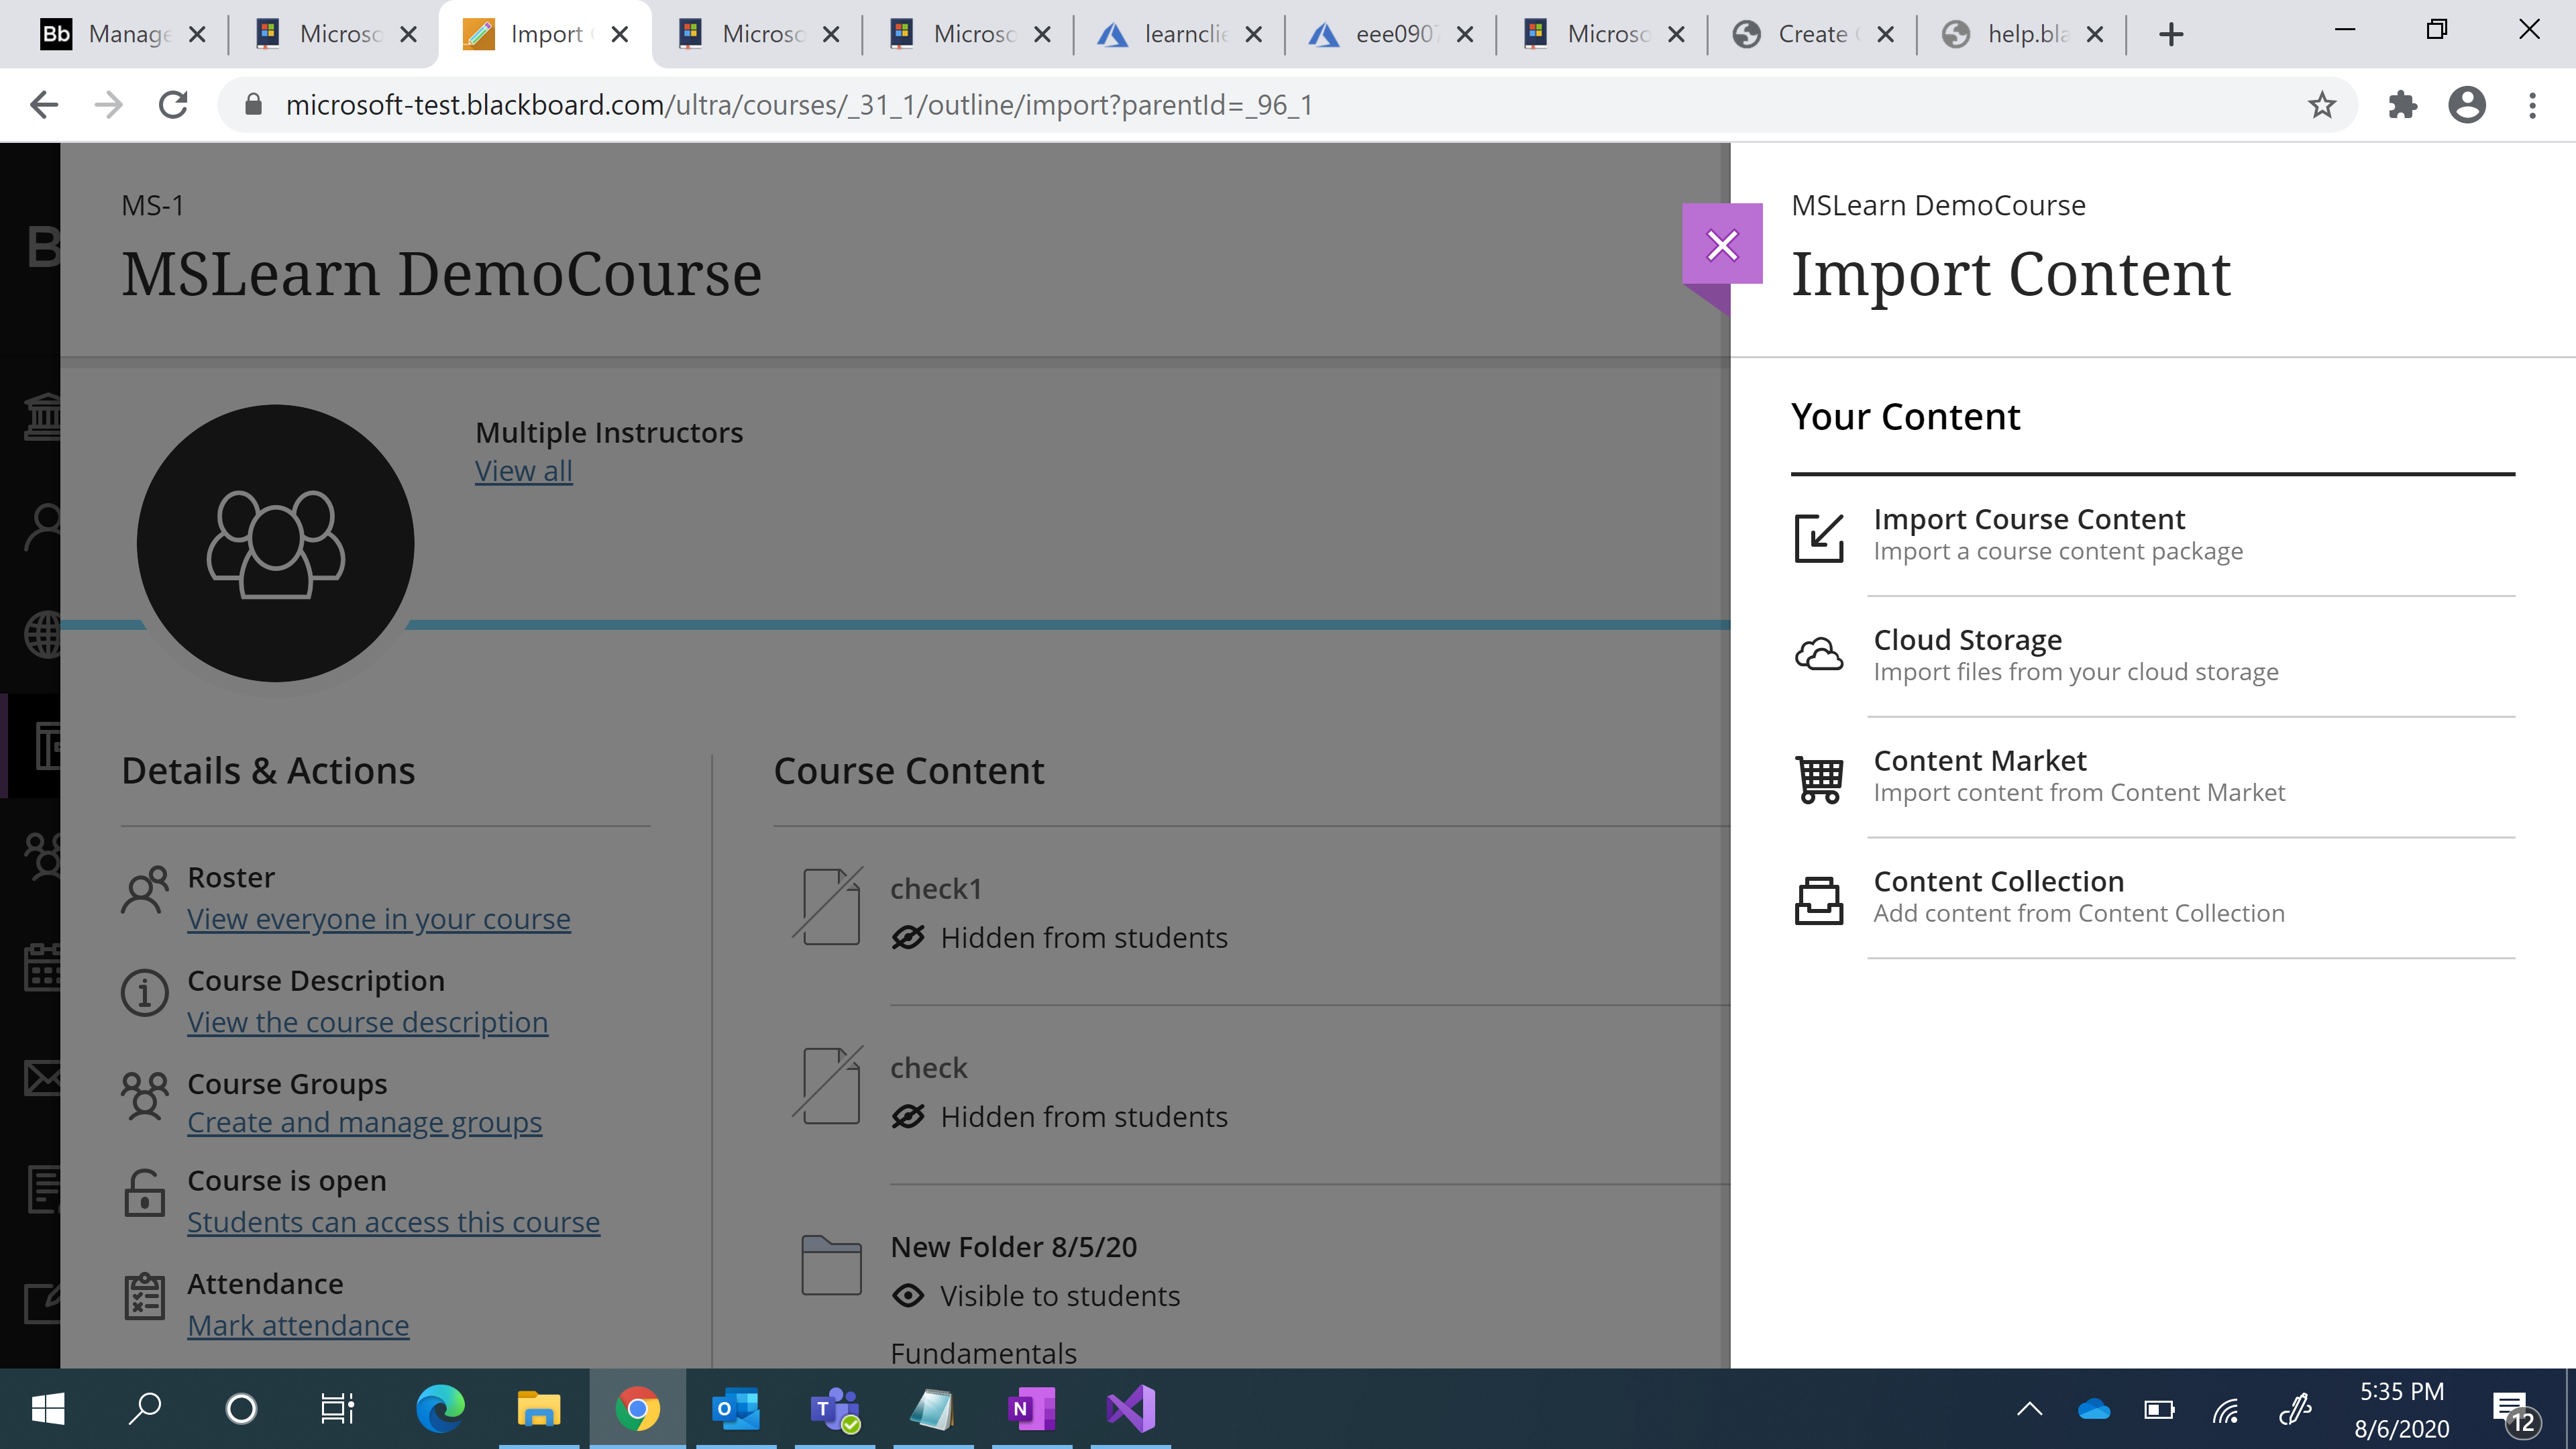 Bb Manage
Microso
Import
Microso
Microso
learnclie
eee0907
Microso
Create
help.bla
microsoft-test.blackboard.com/ultra/courses/_31_1/outline/import?parentId=_96_1
B
MS-1
MSLearn DemoCourse
Multiple Instructors
View all
Details & Actions
Roster
View everyone in your course
Course Description
View the course description
Course Groups
Create and manage groups
Course is open
Students can access this course
Attendance
Mark attendance
Course Content
check1
Hidden from students
check
Hidden from students
New Folder 8/5/20
Visible to students
Fundamentals
MSLearn DemoCourse
Import Content
Your Content
Import Course Content
Import a course content package
Cloud Storage
Import files from your cloud storage
Content Market
Import content from Content Market
Content Collection
Add content from Content Collection
5:35 PM
8/6/2020
12